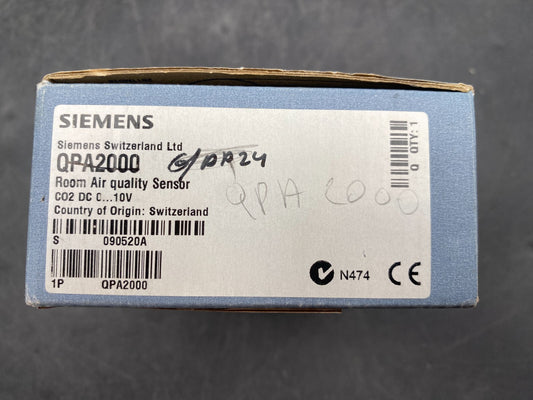 SIEMENS
Siemens Switzerland Ltd
QPA2000
Room Air quality Sensor
CO2 DC 0...10V
Country of Origin: Switzerland
S 090520A
1P QPA2000
QPA 2000
N474 CE
Q QTY: 1